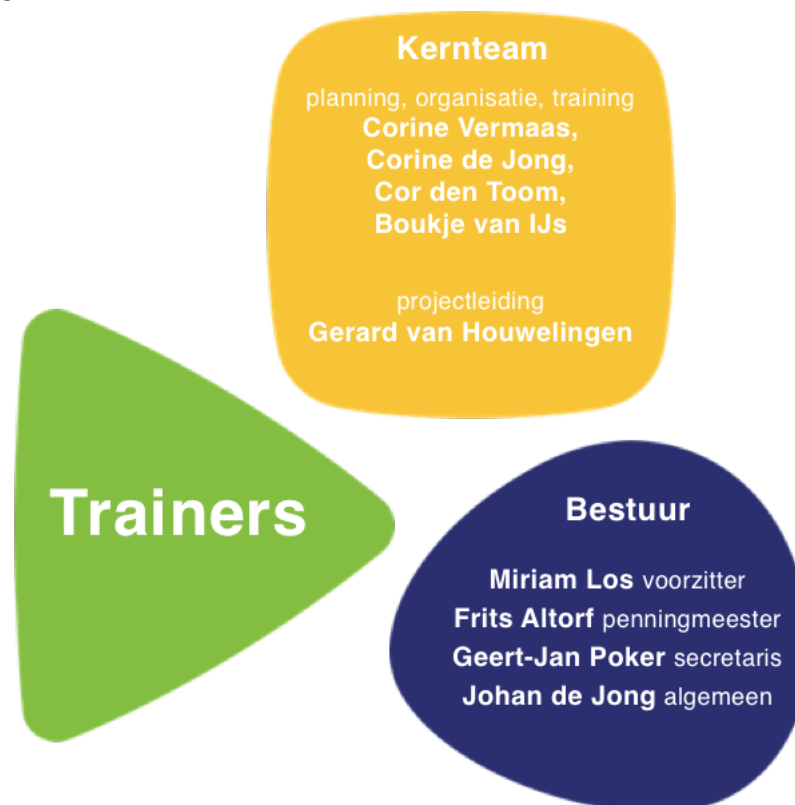 Kernteam
planning, organisatie, training
Corine Vermaas,
Corine de Jong,
Cor den Toom,
Boukje van IJs
projectleiding
Gerard van Houwelingen
Trainers
Bestuur
Miriam Los voorzitter
Frits Altorf penningmeester
Geert-Jan Poker secretaris
Johan de Jong algemeen